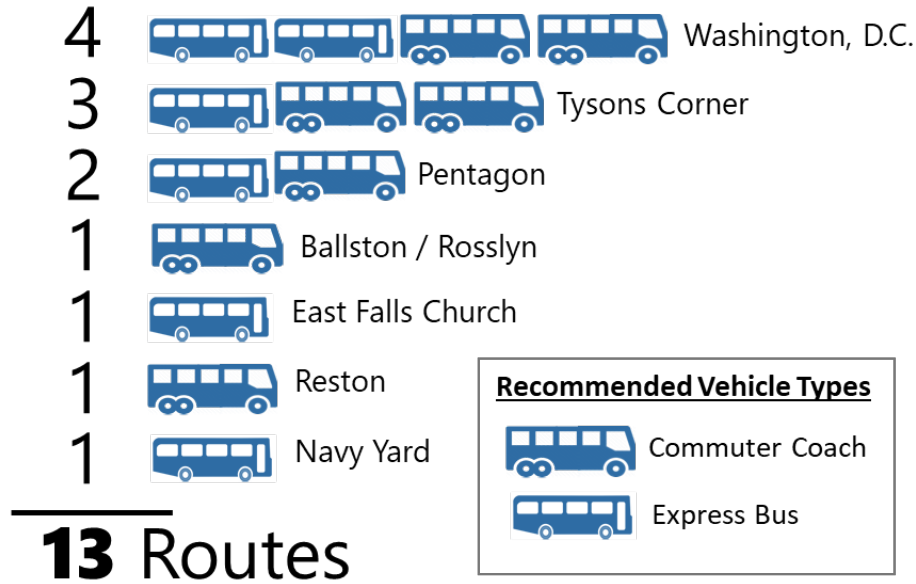 4 Washington, D.C.
3 Tysons Corner
2 Pentagon
1 Ballston / Rosslyn
1 East Falls Church
1 Reston
1 Navy Yard
13 Routes
Recommended Vehicle Types
Commuter Coach
Express Bus